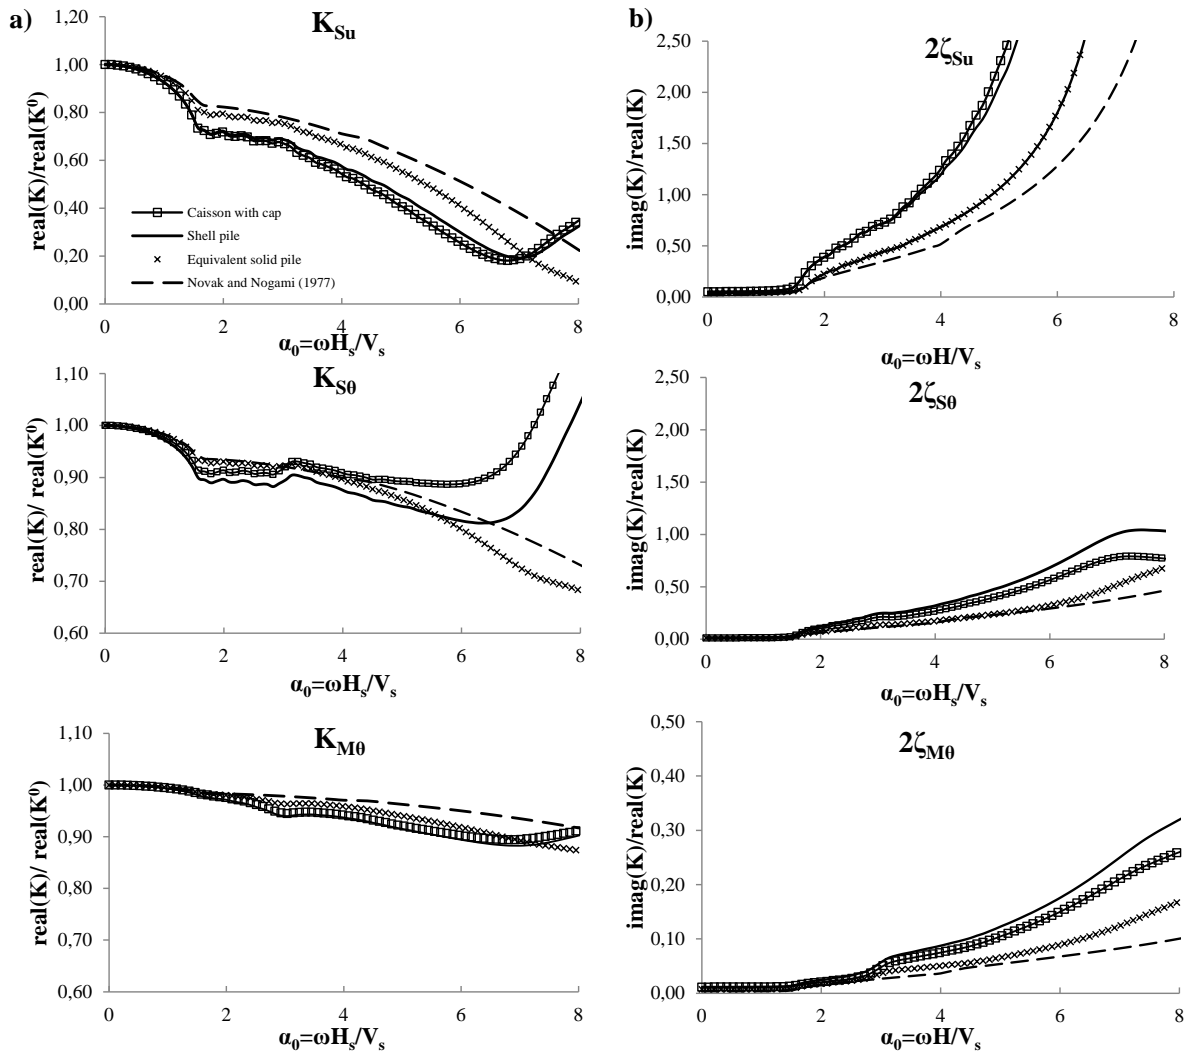 a)
K_Su
real(K)/real(K⁰)
1,20
1,00
0,80
0,60
0,40
0,20
0,00
Caisson with cap
Shell pile
Equivalent solid pile
Novak and Nogami (1977)
0 2 4 6 8
α₀=ωH_s/V_s
b)
2ζ_Su
imag(K)/real(K)
2,50
2,00
1,50
1,00
0,50
0,00
0 2 4 6 8
α₀=ωH/V_s
K_Sθ
real(K)/ real(K⁰)
1,10
1,00
0,90
0,80
0,70
0,60
0 2 4 6 8
α₀=ωH_s/V_s
2ζ_Sθ
imag(K)/real(K)
2,50
2,00
1,50
1,00
0,50
0,00
0 2 4 6 8
α₀=ωH_s/V_s
K_Mθ
real(K)/ real(K⁰)
1,10
1,00
0,90
0,80
0,70
0,60
0 2 4 6 8
α₀=ωH_s/V_s
2ζ_Mθ
imag(K)/real(K)
0,50
0,40
0,30
0,20
0,10
0,00
0 2 4 6 8
α₀=ωH/V_s